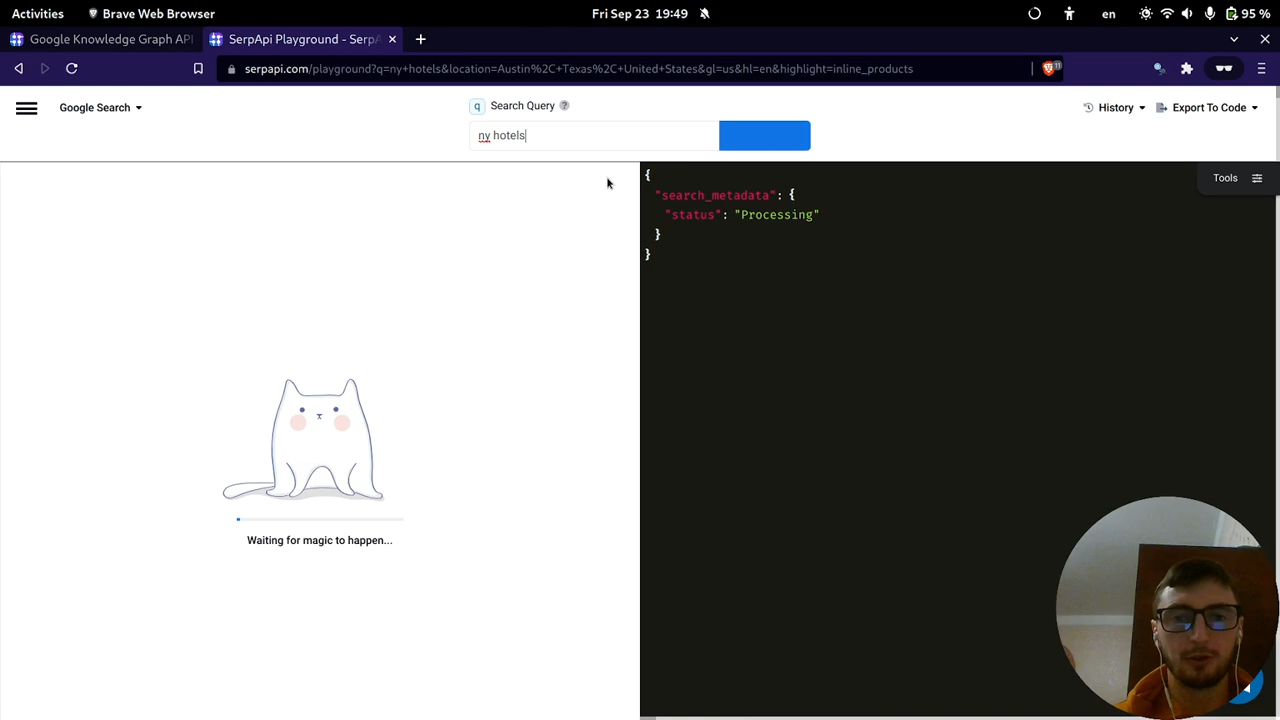 Activities
Brave Web Browser
Fri Sep 23 19:49
en
95 %
Google Knowledge Graph API
SerpApi Playground - SerpA
serpapi.com/playground?q=ny+hotels&location=Austin%2C+Texas%2C+United+States&gl=us&hl=en&highlight=inline_products
11
Google Search
q Search Query ?
History
Export To Code
ny hotels
Tools
{
"search_metadata": {
"status": "Processing"
}
}
Waiting for magic to happen...